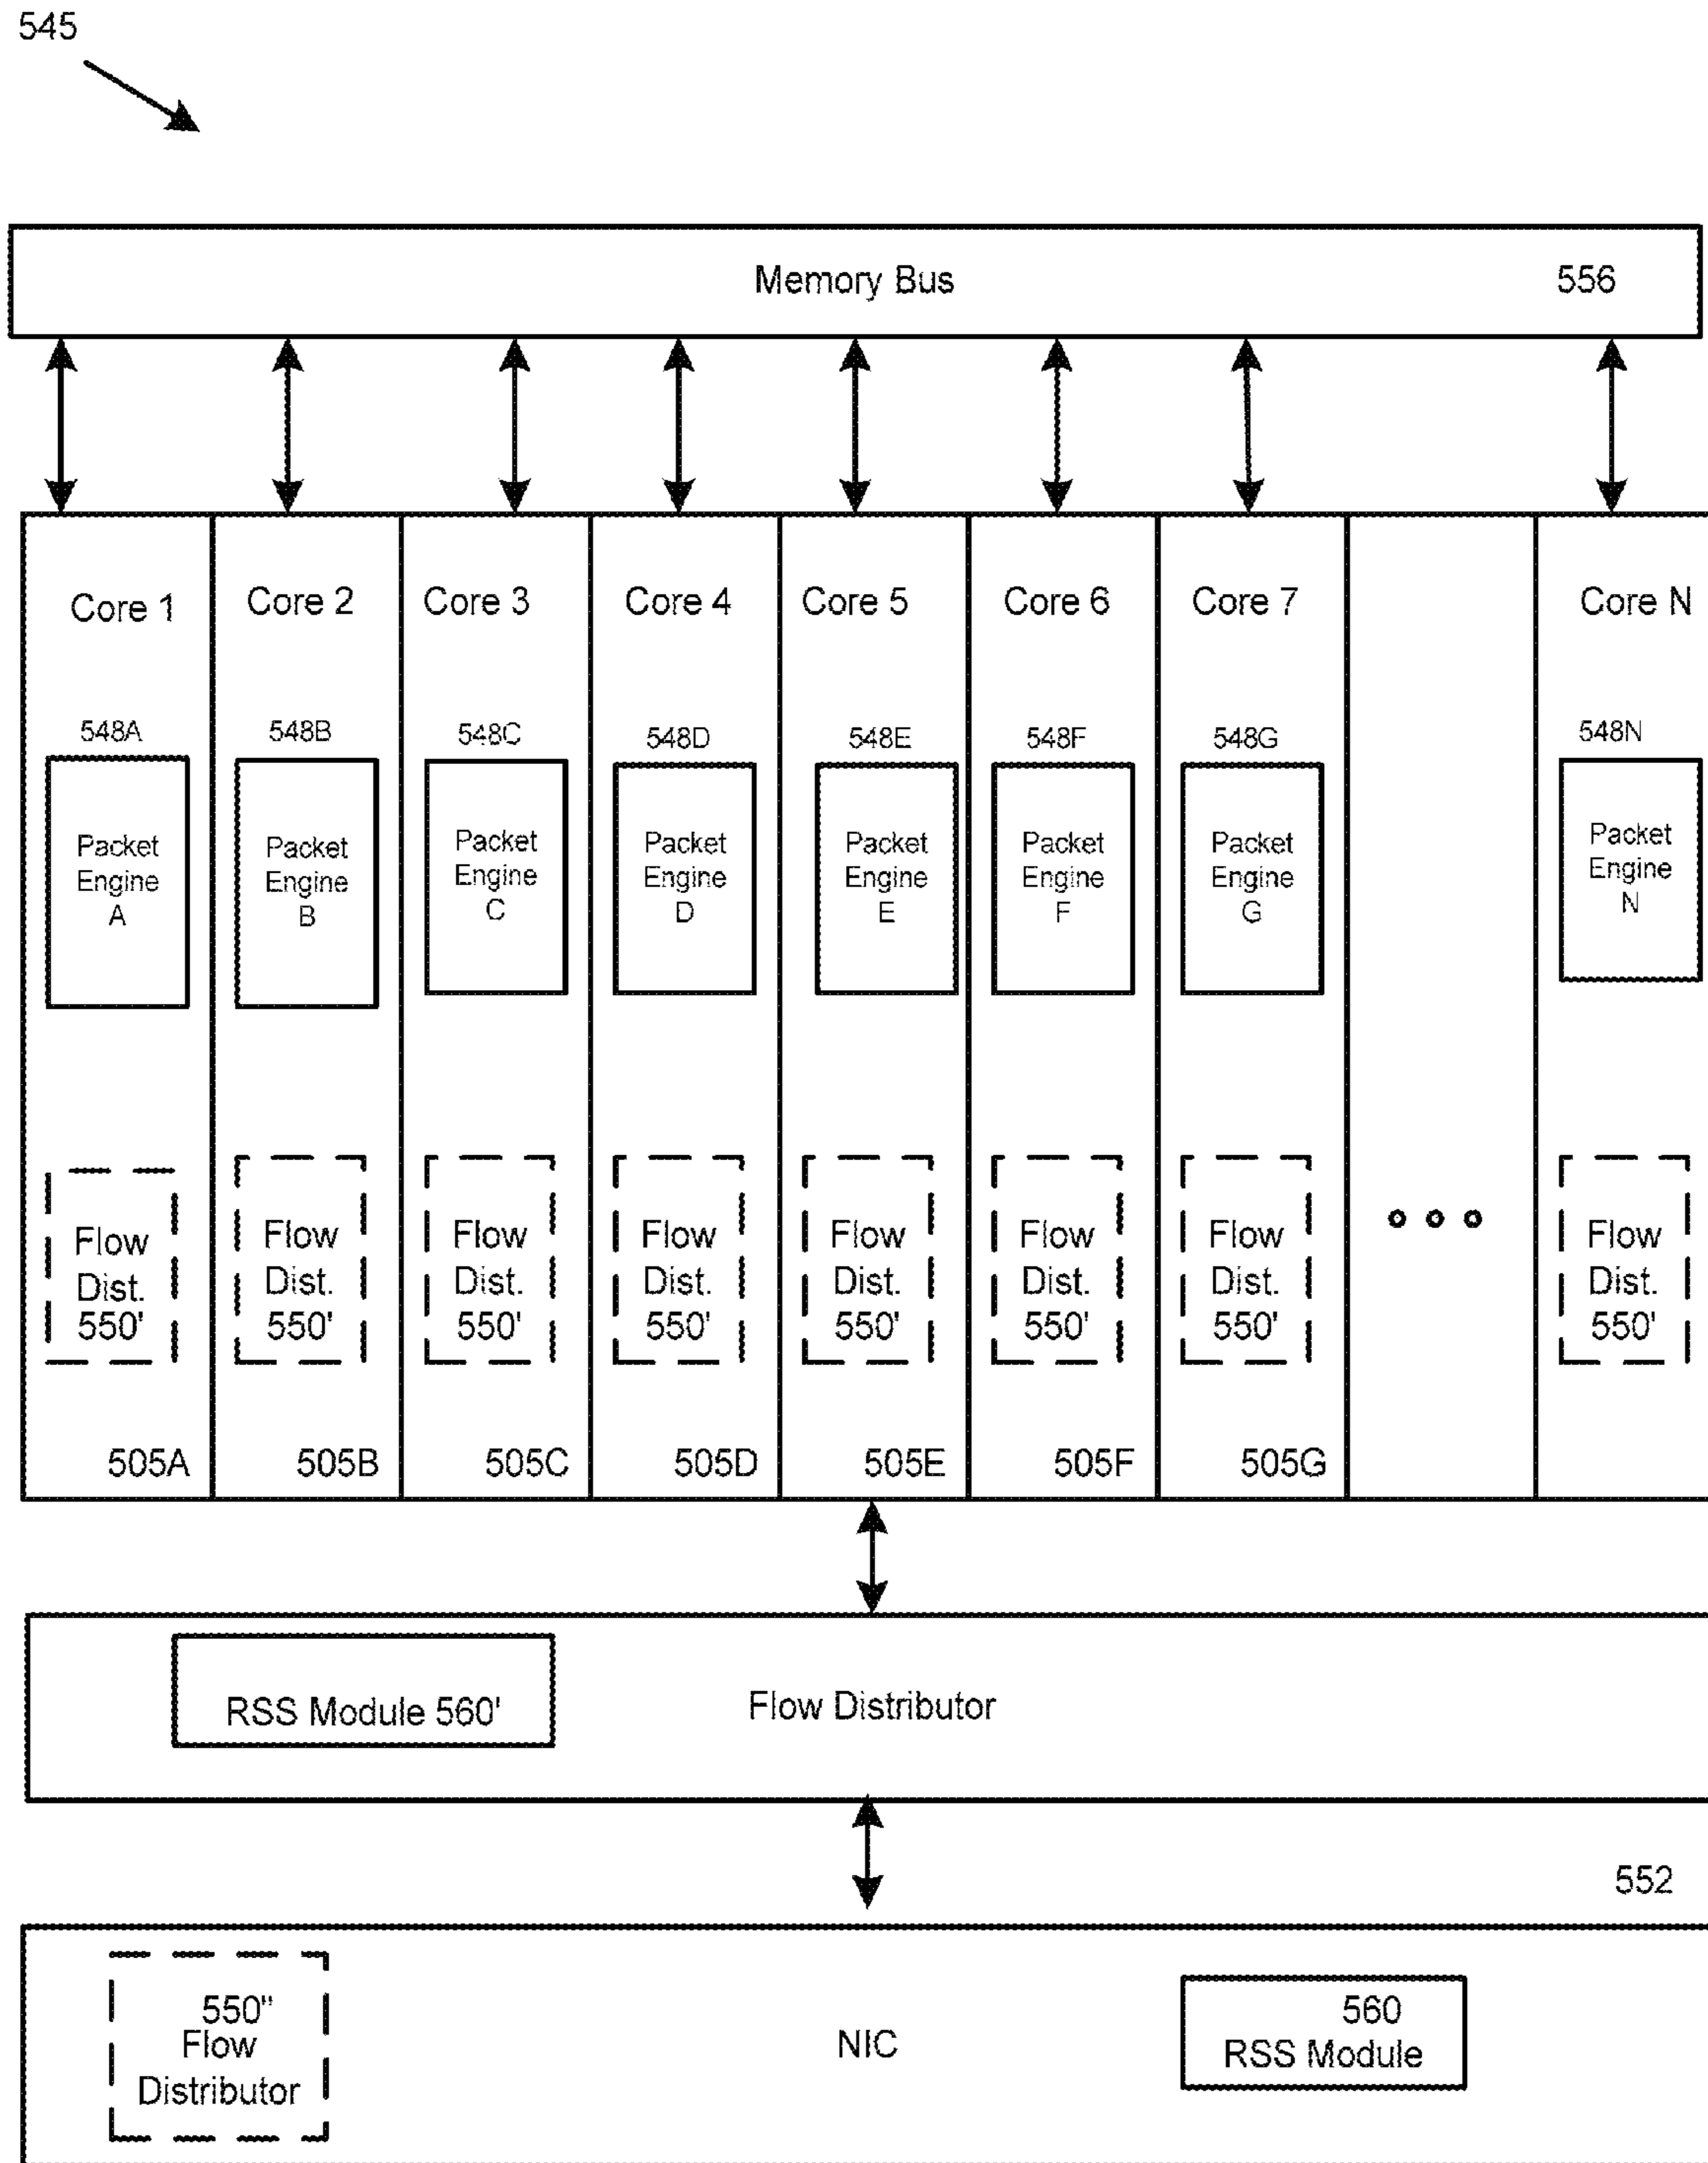 545
Memory Bus 556
Core 1 Core 2 Core 3 Core 4 Core 5 Core 6 Core 7 Core N
548A 548B 548C 548D 548E 548F 548G 548N
Packet Packet Packet Packet Packet Packet Packet Packet
Engine Engine Engine Engine Engine Engine Engine Engine
A B C D E F G N
Flow Flow Flow Flow Flow Flow Flow Flow
Dist. Dist. Dist. Dist. Dist. Dist. Dist. Dist.
550' 550' 550' 550' 550' 550' 550' 550'
505A 505B 505C 505D 505E 505F 505G
RSS Module 560' Flow Distributor
552
550" 560
Flow NIC RSS Module
Distributor